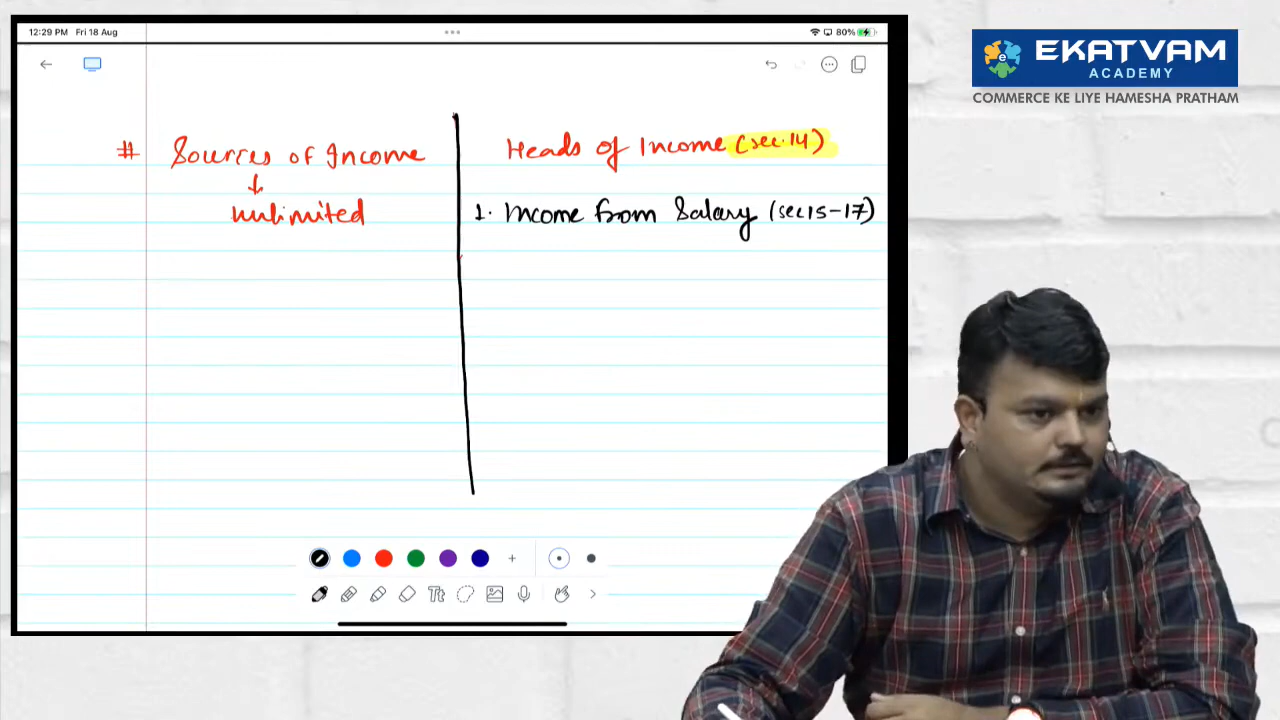 12:29 PM Fri 18 Aug
80%
EKATVAM
ACADEMY
COMMERCE KE LIYE HAMESHA PRATHAM
# Sources of Income
↓
unlimited
Heads of Income (sec.14)
1. Income from Salary (sec 15-17)
Tt